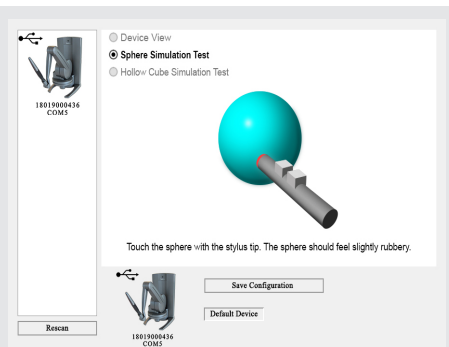 Device View
Sphere Simulation Test
Hollow Cube Simulation Test
18019000436
COM5
Touch the sphere with the stylus tip. The sphere should feel slightly rubbery.
Save Configuration
Default Device
Rescan
18019000436
COM5